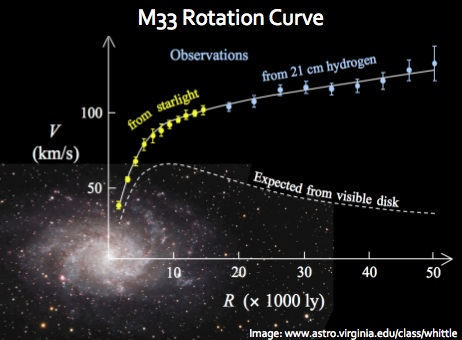 M33 Rotation Curve
Observations
from 21 cm hydrogen
from starlight
100
V
(km/s)
50
Expected from visible disk
10 20 30 40 50
R (× 1000 ly)
Image: www.astro.virginia.edu/class/whittle